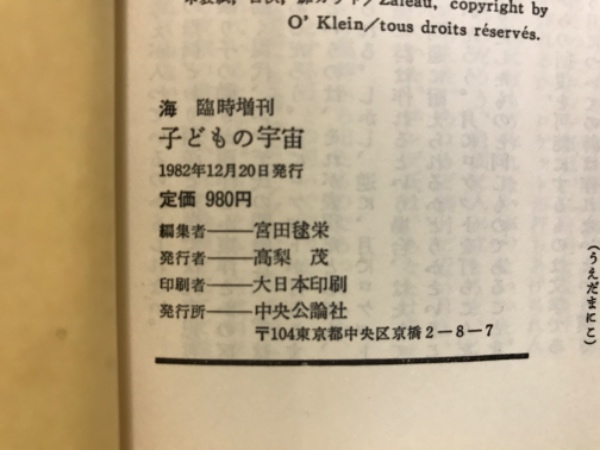 Zaleau, copyright by
O' Klein/tous droits réservés.
海 臨時増刊
子どもの宇宙
1982年12月20日発行
定価 980円
編集者――宮田毬栄
発行者――高梨 茂
印刷者――大日本印刷
発行所――中央公論社
〒104東京都中央区京橋2-8-7
(うえだまにこ)